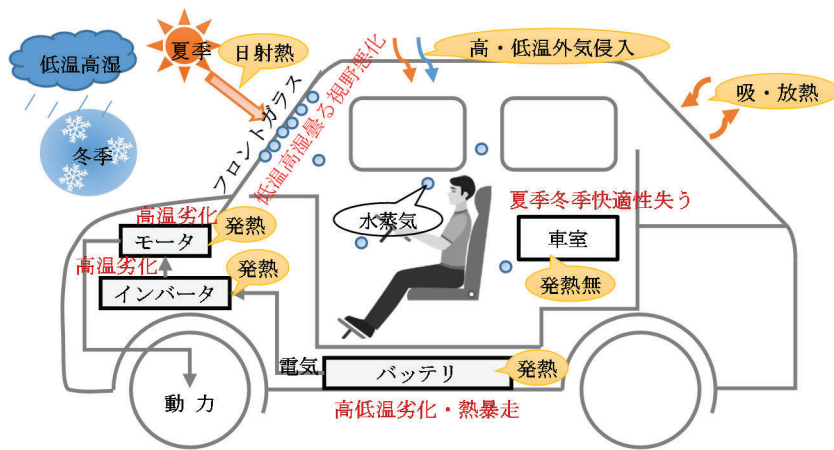 低温高湿
夏季
日射熱
高・低温外気侵入
吸・放熱
冬季
フロントガラス
低温高湿曇る視野悪化
水蒸気
夏季冬季快適性失う
車室
発熱無
高温劣化
モータ
発熱
高温劣化
インバータ
発熱
電気
バッテリ
発熱
動力
高低温劣化・熱暴走